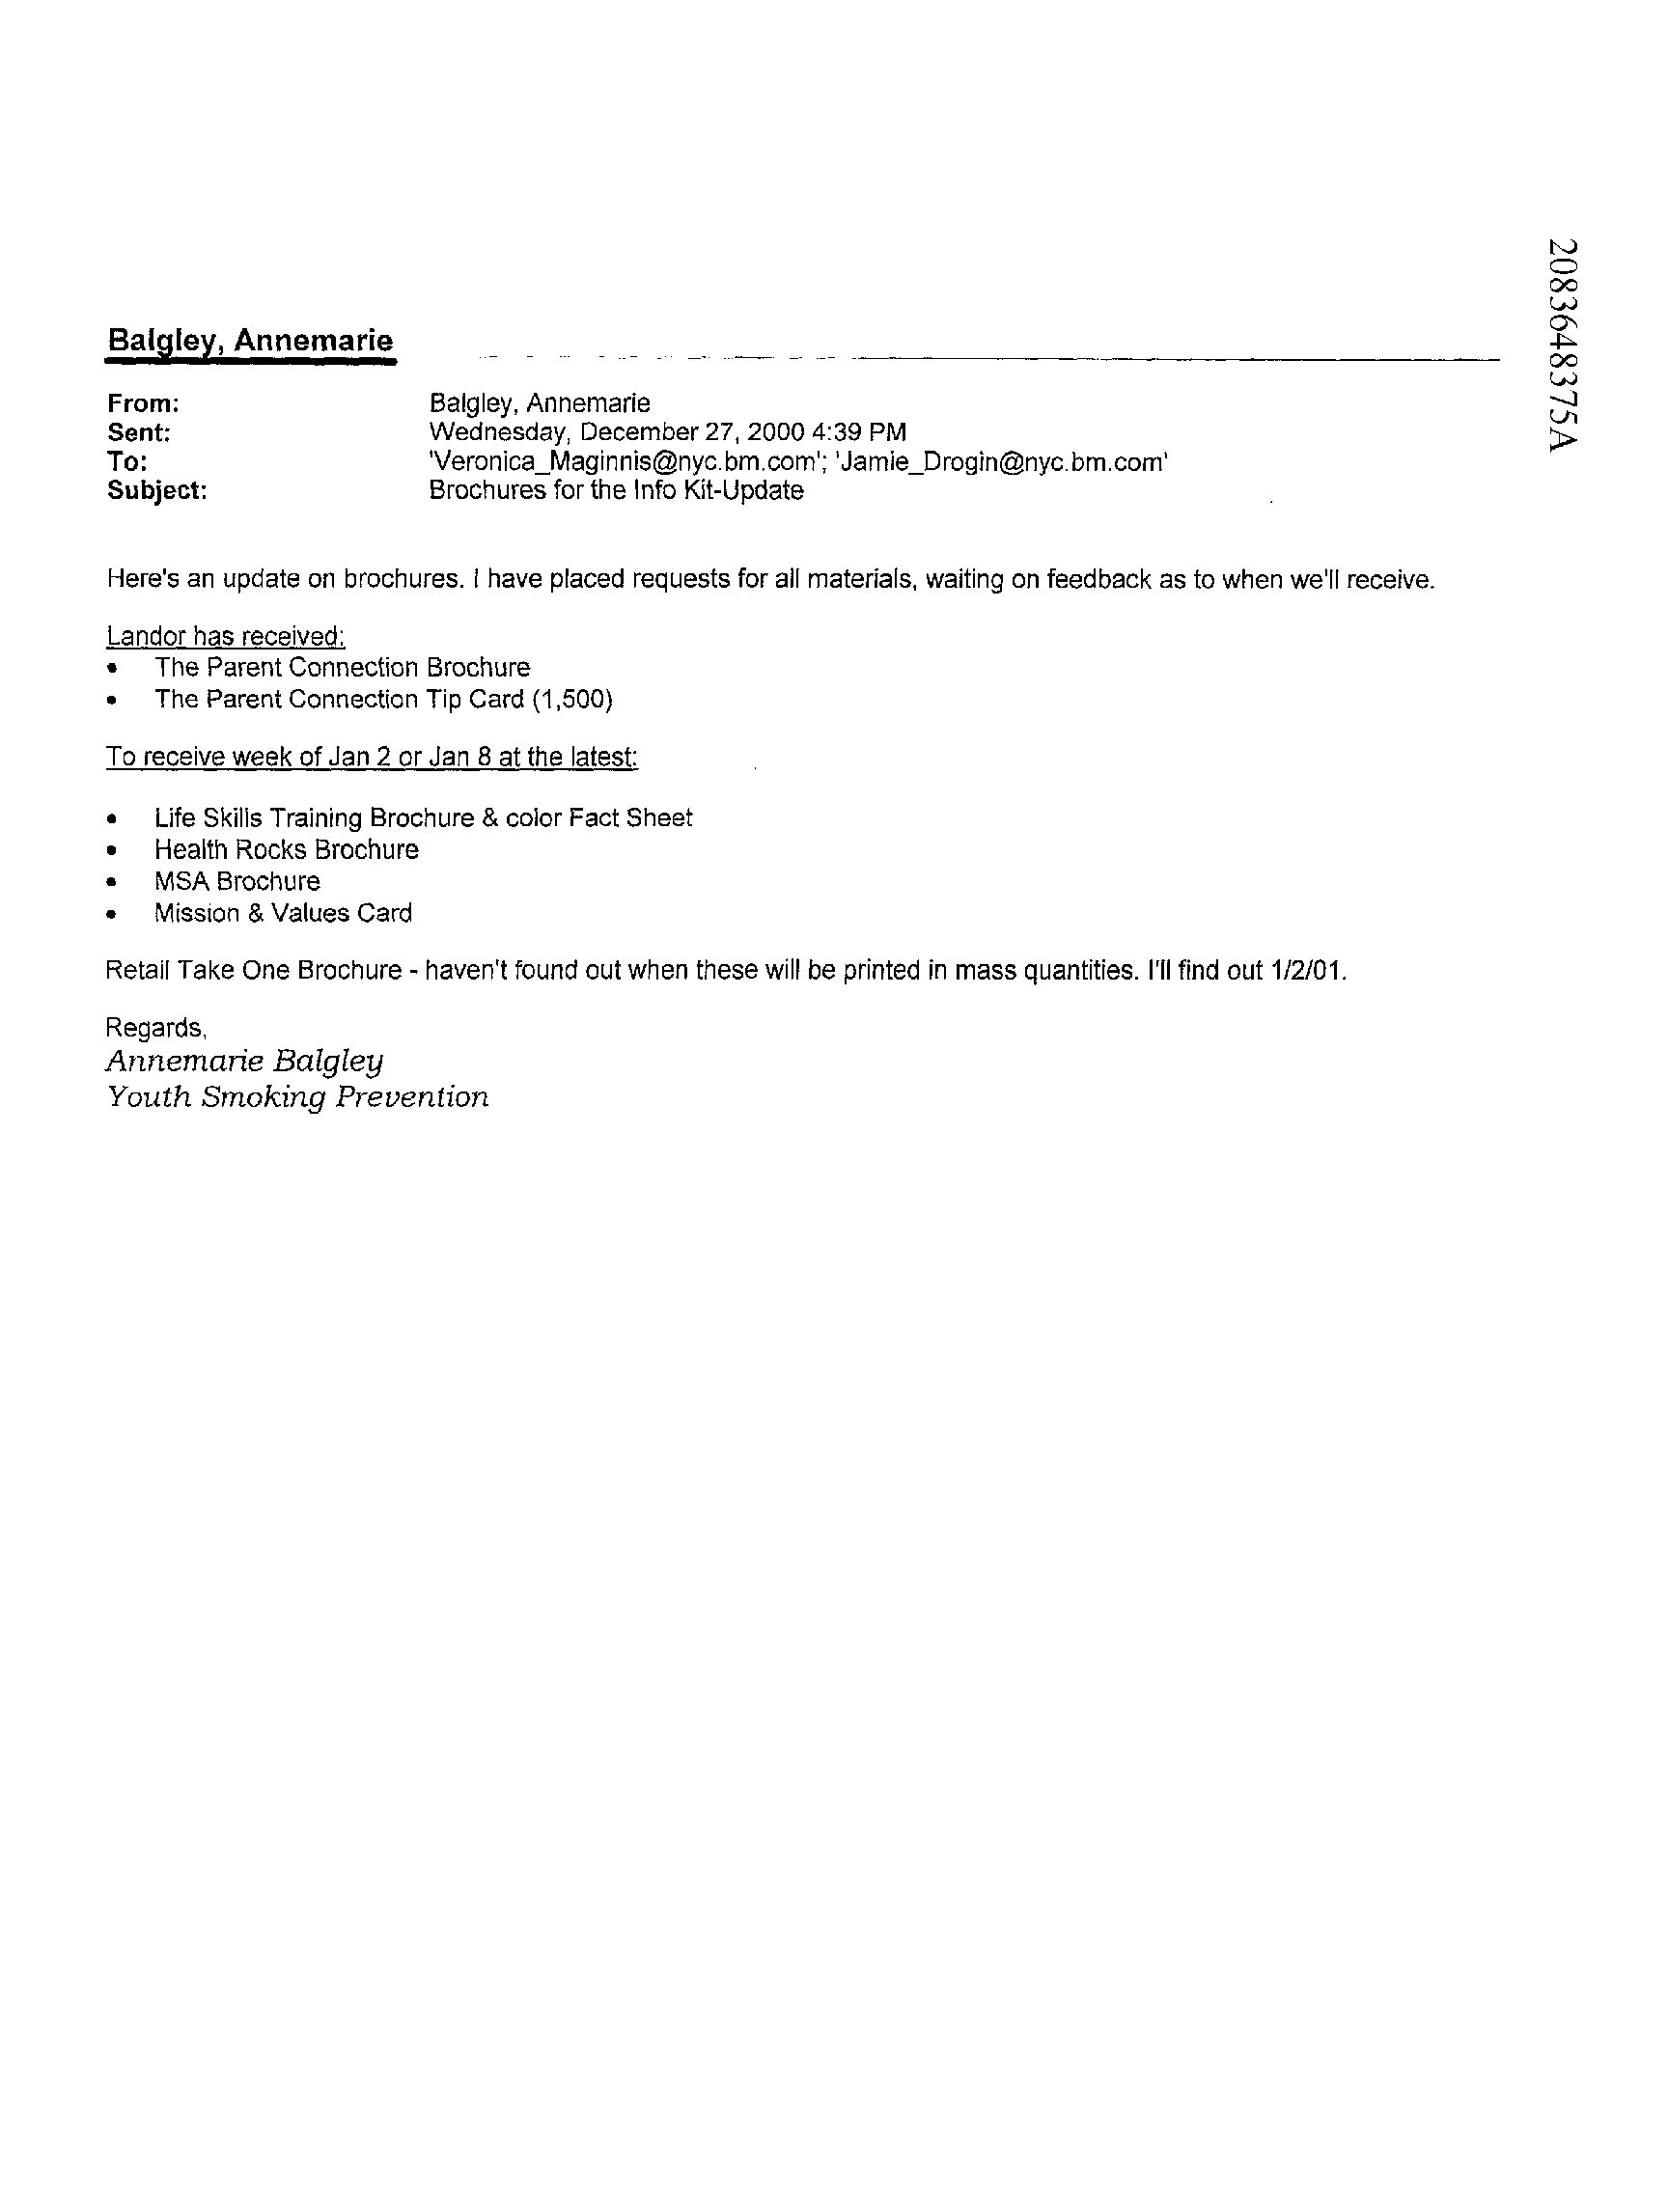 2083648375A
Balgley, Annemarie
From: Balgley, Annemarie
Sent: Wednesday, December 27, 2000 4:39 PM
To: 'Veronica_Maginnis@nyc.bm.com'; 'Jamie_Drogin@nyc.bm.com'
Subject: Brochures for the Info Kit-Update
Here's an update on brochures. I have placed requests for all materials, waiting on feedback as to when we'll receive.
Landor has received:
• The Parent Connection Brochure
• The Parent Connection Tip Card (1,500)
To receive week of Jan 2 or Jan 8 at the latest:
• Life Skills Training Brochure & color Fact Sheet
• Health Rocks Brochure
• MSA Brochure
• Mission & Values Card
Retail Take One Brochure - haven't found out when these will be printed in mass quantities. I'll find out 1/2/01.
Regards,
Annemarie Balgley
Youth Smoking Prevention